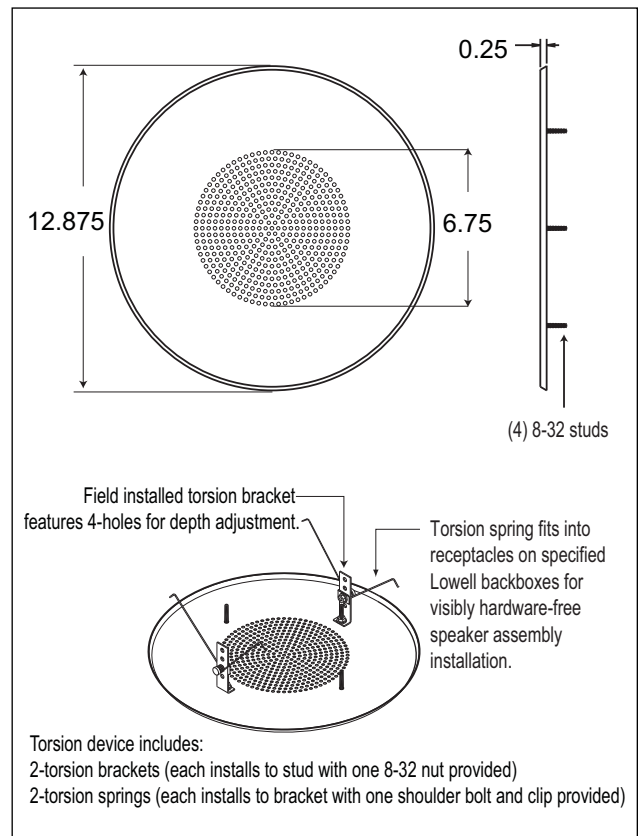 0.25
12.875
6.75
(4) 8-32 studs
Field installed torsion bracket
features 4-holes for depth adjustment.
Torsion spring fits into
receptacles on specified
Lowell backboxes for
visibly hardware-free
speaker assembly
installation.
Torsion device includes:
2-torsion brackets (each installs to stud with one 8-32 nut provided)
2-torsion springs (each installs to bracket with one shoulder bolt and clip provided)